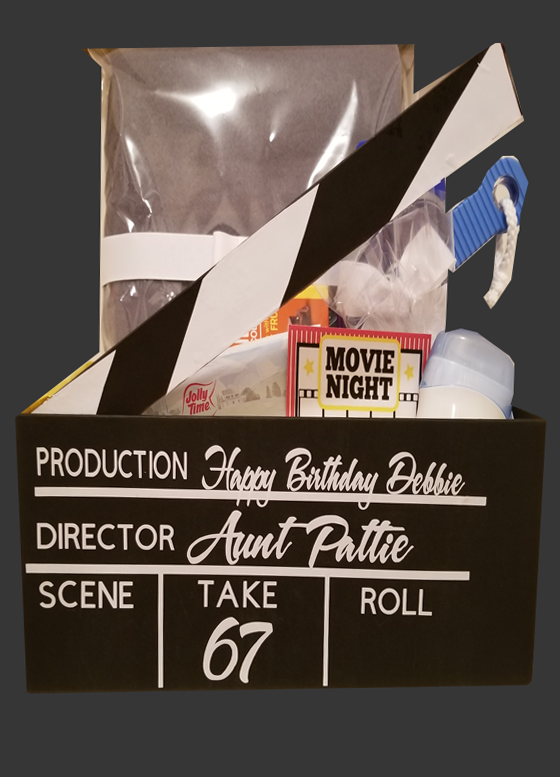 Jolly
Time
MOVIE
NIGHT
PRODUCTION Happy Birthday Debbie
DIRECTOR Aunt Pattie
SCENE TAKE ROLL
67